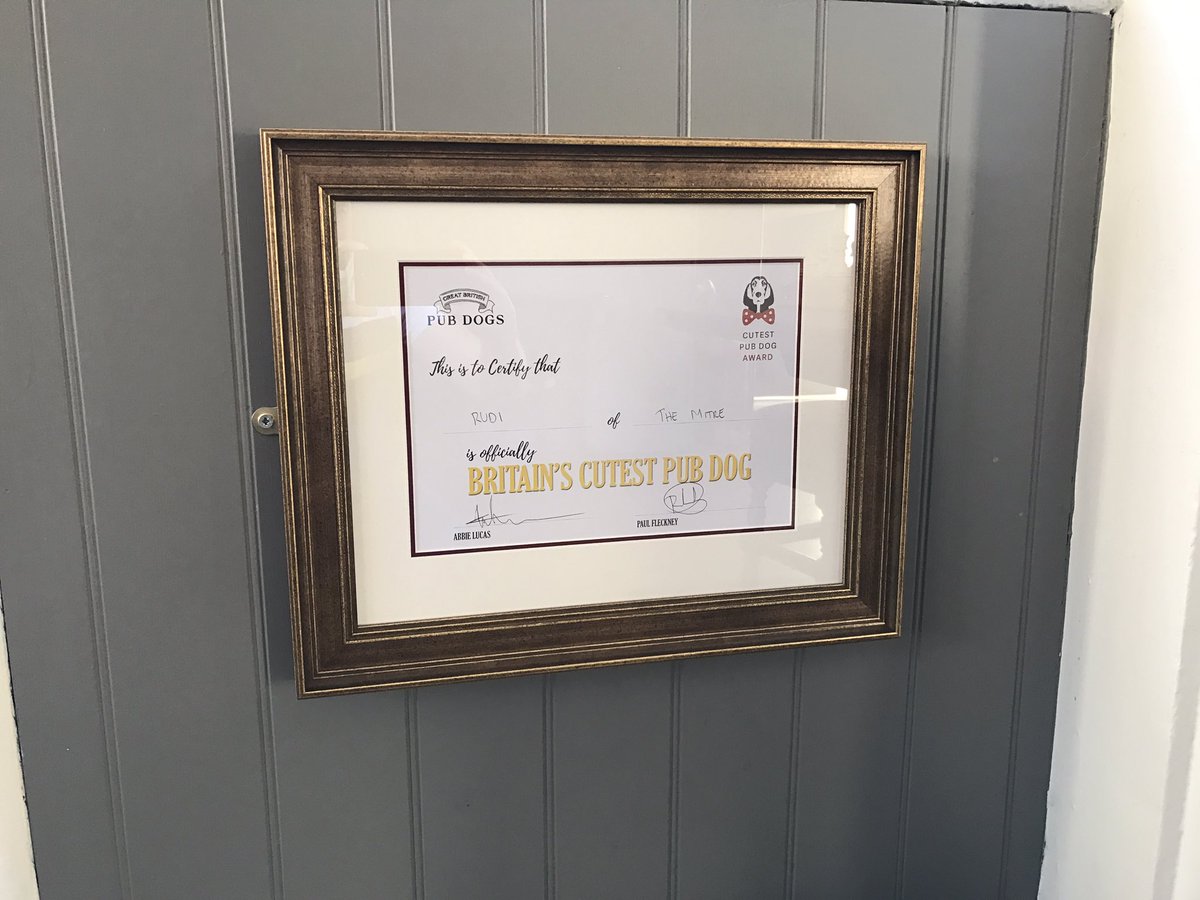 GREAT BRITISH
PUB DOGS
CUTEST
PUB DOG
AWARD
This is to Certify that
RUDI of THE MITRE
is officially
BRITAIN'S CUTEST PUB DOG
ABBIE LUCAS
PAUL FLECKNEY